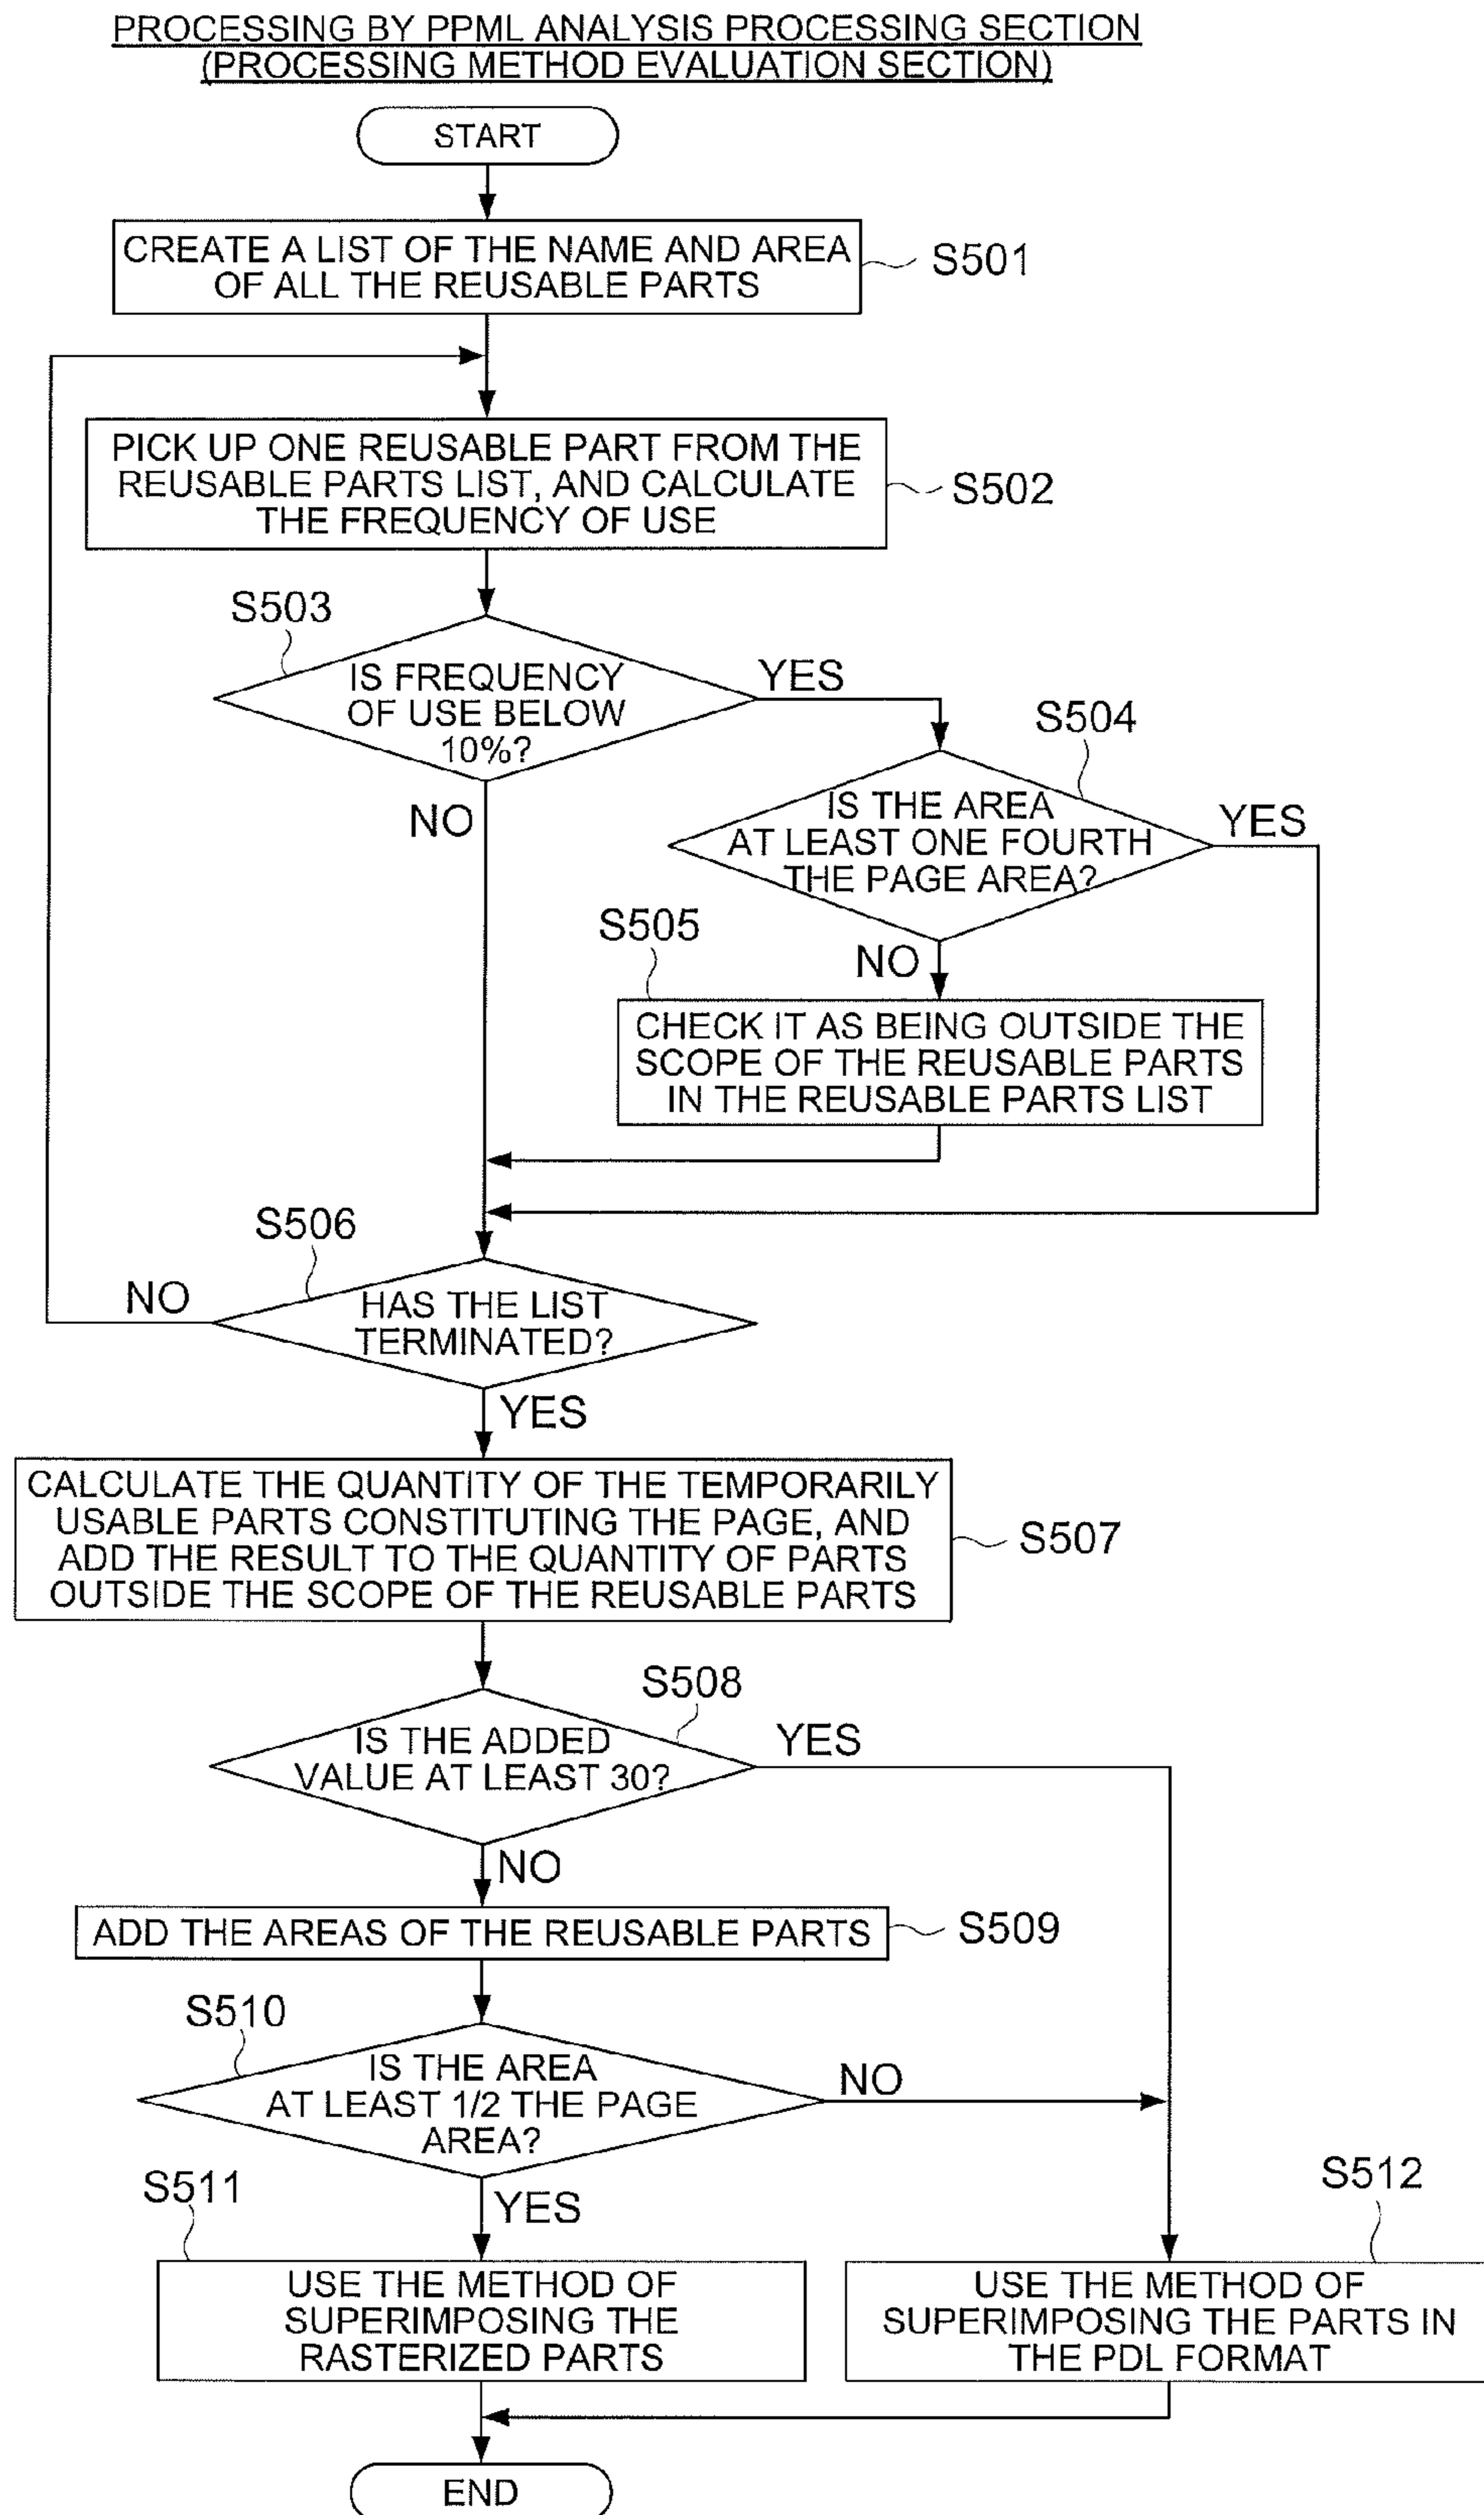 PROCESSING BY PPML ANALYSIS PROCESSING SECTION
(PROCESSING METHOD EVALUATION SECTION)
START
CREATE A LIST OF THE NAME AND AREA
OF ALL THE REUSABLE PARTS
S501
PICK UP ONE REUSABLE PART FROM THE
REUSABLE PARTS LIST, AND CALCULATE
THE FREQUENCY OF USE
S502
S503
IS FREQUENCY
OF USE BELOW
10%?
YES
NO
S504
IS THE AREA
AT LEAST ONE FOURTH
THE PAGE AREA?
YES
NO
S505
CHECK IT AS BEING OUTSIDE THE
SCOPE OF THE REUSABLE PARTS
IN THE REUSABLE PARTS LIST
S506
HAS THE LIST
TERMINATED?
NO
YES
CALCULATE THE QUANTITY OF THE TEMPORARILY
USABLE PARTS CONSTITUTING THE PAGE, AND
ADD THE RESULT TO THE QUANTITY OF PARTS
OUTSIDE THE SCOPE OF THE REUSABLE PARTS
S507
S508
IS THE ADDED
VALUE AT LEAST 30?
YES
NO
ADD THE AREAS OF THE REUSABLE PARTS
S509
S510
IS THE AREA
AT LEAST 1/2 THE PAGE
AREA?
NO
YES
S511
USE THE METHOD OF
SUPERIMPOSING THE
RASTERIZED PARTS
S512
USE THE METHOD OF
SUPERIMPOSING THE PARTS IN
THE PDL FORMAT
END